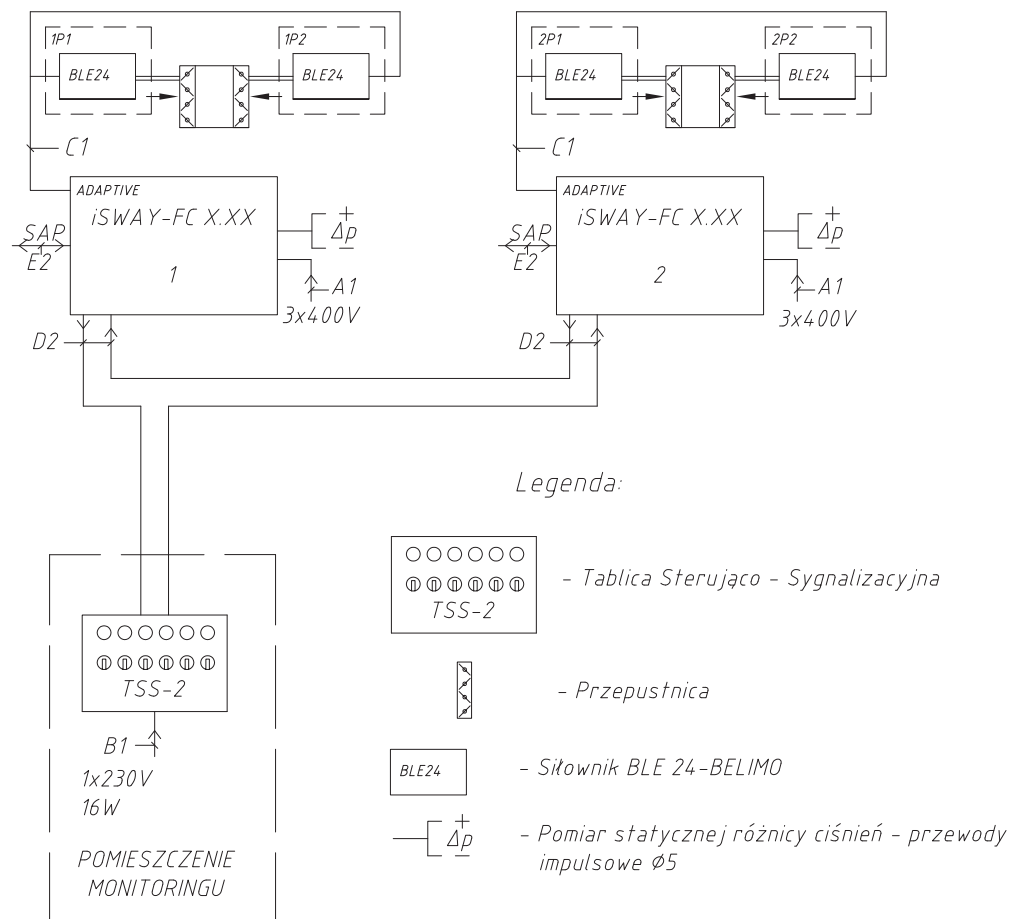 1P1
BLE24
1P2
BLE24
2P1
BLE24
2P2
BLE24
C1
C1
ADAPTIVE
iSWAY-FC X.XX
1
ADAPTIVE
iSWAY-FC X.XX
2
SAP
E2
+
Δp
-
A1
3x400V
SAP
E2
+
Δp
-
A1
3x400V
D2
D2
Legenda:
TSS-2
- Tablica Sterująco - Sygnalizacyjna
- Przepustnica
BLE24
- Siłownik BLE 24-BELIMO
+
Δp
-
- Pomiar statycznej różnicy ciśnień - przewody
impulsowe Ø5
TSS-2
B1
1x230V
16W
POMIESZCZENIE
MONITORINGU